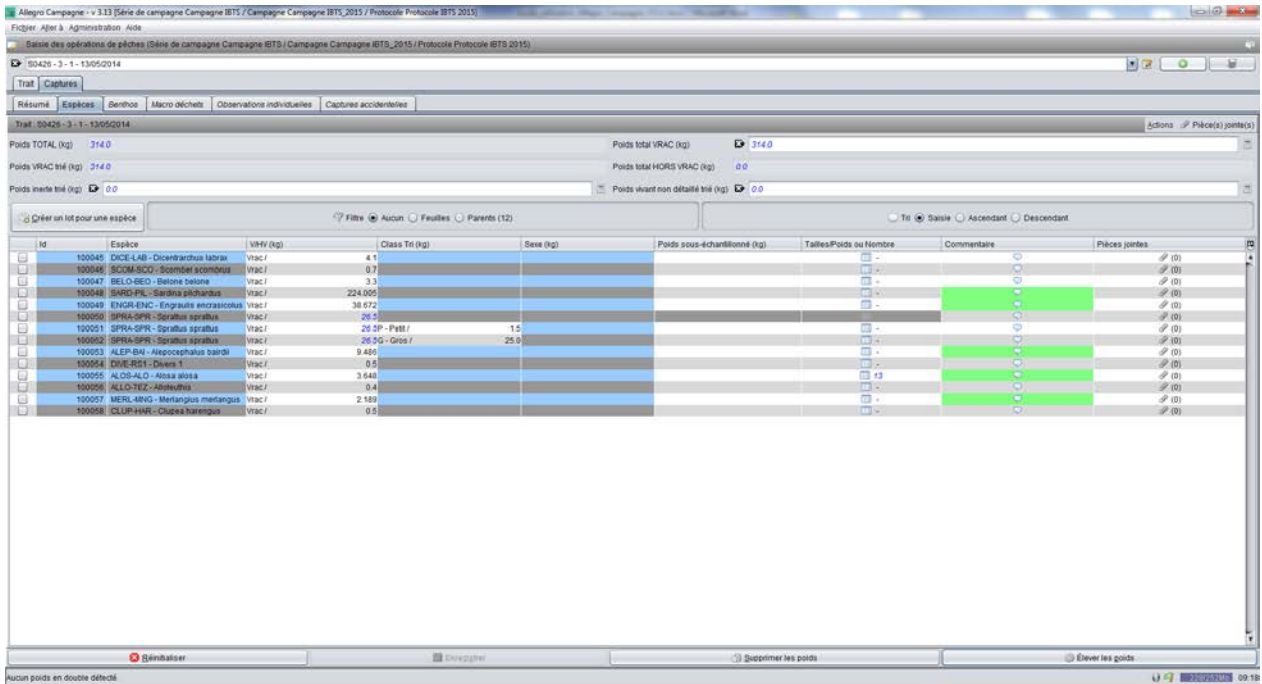 Allegro Campagne - v 3.13 [Série de campagne Campagne IBTS / Campagne Campagne IBTS_2015 / Protocole Protocole IBTS 2015]
Fichier Aller à Administration Aide
Saisie des opérations de pêches (Série de campagne Campagne IBTS / Campagne Campagne IBTS_2015 / Protocole Protocole IBTS 2015)
S0426 - 3 - 1 - 13/05/2014
Trait Captures
Résumé Espèces Benthos Macro déchets Observations individuelles Captures accidentelles
Trait : S0426 - 3 - 1 - 13/05/2014 Actions Pièce(s) jointe(s)
Poids TOTAL (kg) 314.0 Poids total VRAC (kg) 314.0
Poids VRAC trié (kg) 314.0 Poids total HORS VRAC (kg) 0.0
Poids inerte trié (kg) 0.0 Poids vivant non détaillé trié (kg) 0.0
Créer un lot pour une espèce Filtre Aucun Feuilles Parents (12) Tri Saisie Ascendant Descendant
Id Espèce V/HV (kg) Class Tri (kg) Sexe (kg) Poids sous-échantillonné (kg) Tailles/Poids ou Nombre Commentaire Pièces jointes
100045 DICE-LAB - Dicentrarchus labrax Vrac / 4.1 - (0)
100046 SCOM-SCO - Scomber scombrus Vrac / 0.7 - (0)
100047 BELO-BEO - Belone belone Vrac / 3.3 - (0)
100048 SARD-PIL - Sardina pilchardus Vrac / 224.005 - (0)
100049 ENGR-ENC - Engraulis encrasicolus Vrac / 38.672 - (0)
100050 SPRA-SPR - Sprattus sprattus Vrac / 26.5 (0)
100051 SPRA-SPR - Sprattus sprattus Vrac / 26.5 P - Petit / 1.5 - (0)
100052 SPRA-SPR - Sprattus sprattus Vrac / 26.5 G - Gros / 25.0 - (0)
100053 ALEP-BAI - Alepocephalus bairdii Vrac / 9.486 - (0)
100054 DIVE-RS1 - Divers 1 Vrac / 0.5 - (0)
100055 ALOS-ALO - Alosa alosa Vrac / 3.648 13 (0)
100056 ALLO-TEZ - Alloteuthis Vrac / 0.4 - (0)
100057 MERL-MNG - Merlangius merlangus Vrac / 2.189 - (0)
100058 CLUP-HAR - Clupea harengus Vrac / 0.5 - (0)
Réinitialiser Enregistrer Supprimer les poids Élever les poids
Aucun poids en double détecté 09:18